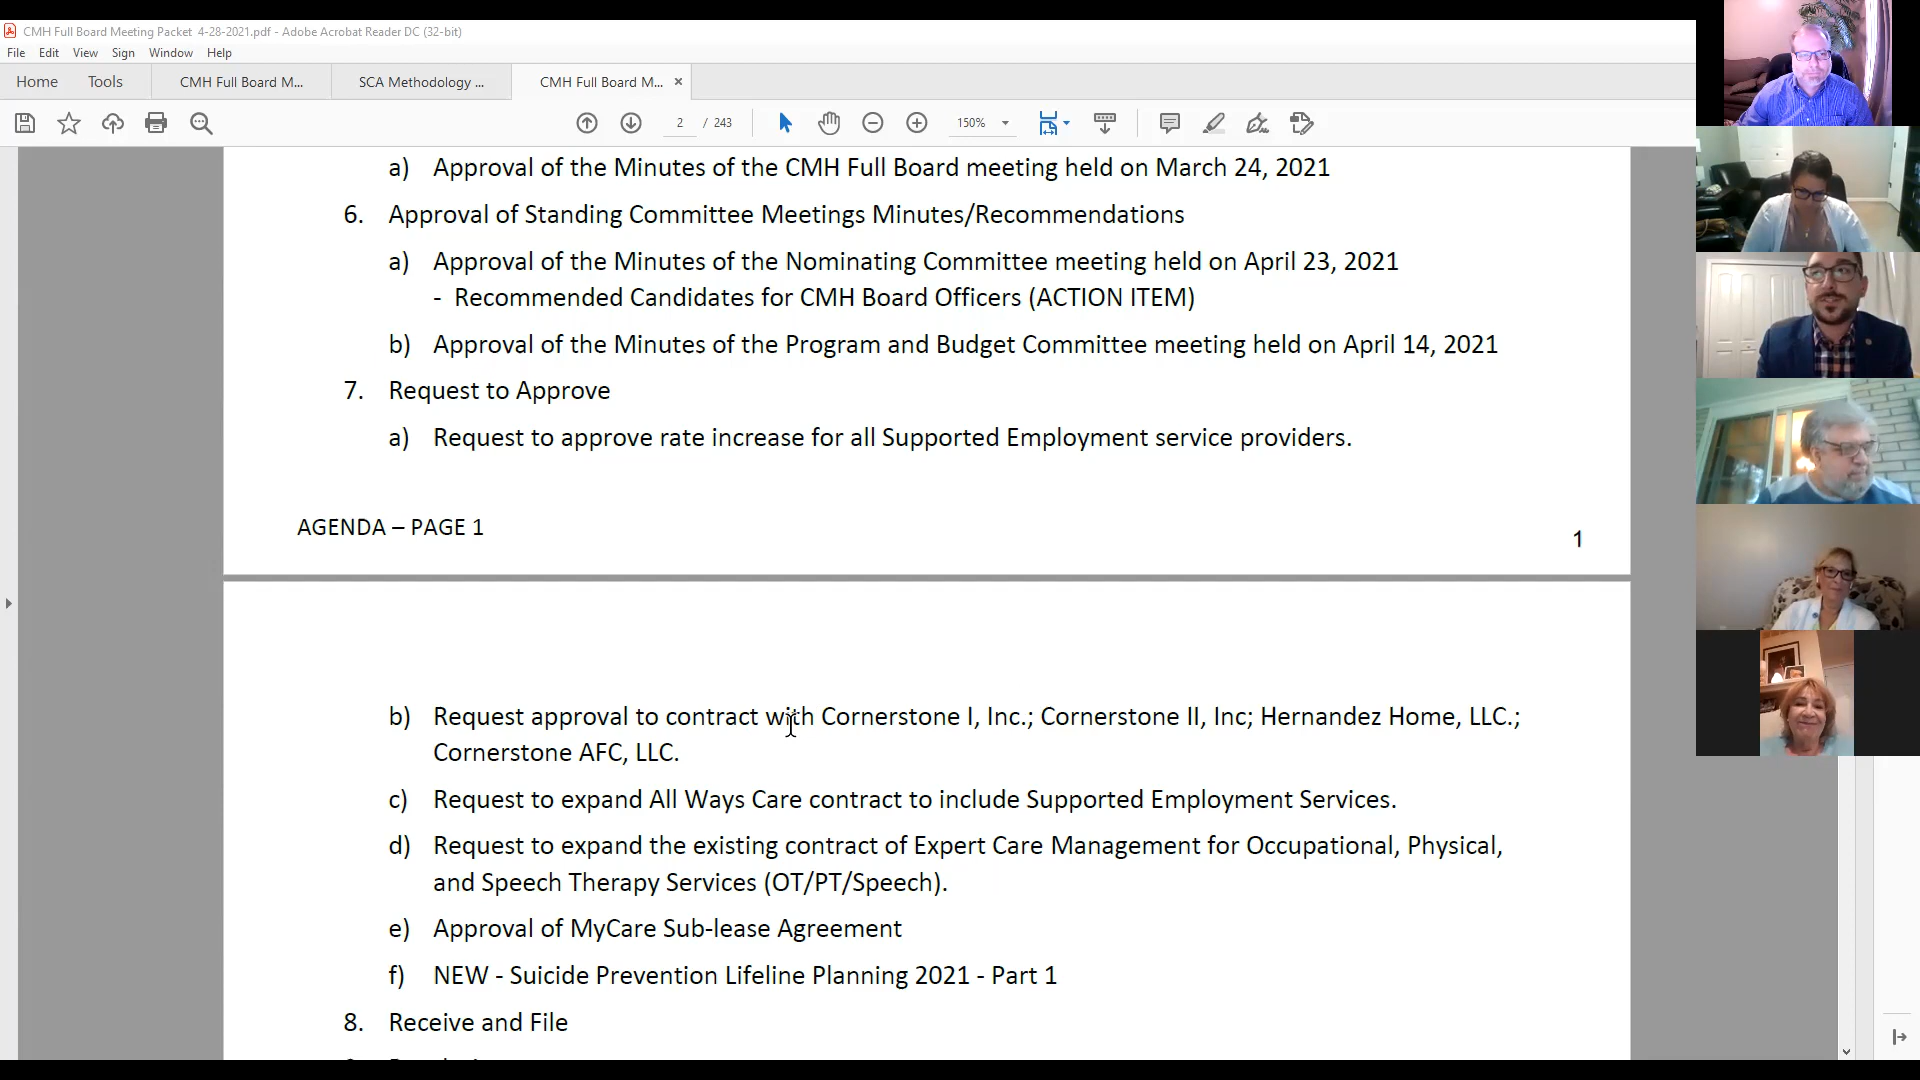 CMH Full Board Meeting Packet  4-28-2021.pdf - Adobe Acrobat Reader DC (32-bit)
File Edit View Sign Window Help
Home Tools CMH Full Board M... SCA Methodology ... CMH Full Board M... ×
2 / 243 150%
a) Approval of the Minutes of the CMH Full Board meeting held on March 24, 2021
6. Approval of Standing Committee Meetings Minutes/Recommendations
a) Approval of the Minutes of the Nominating Committee meeting held on April 23, 2021
- Recommended Candidates for CMH Board Officers (ACTION ITEM)
b) Approval of the Minutes of the Program and Budget Committee meeting held on April 14, 2021
7. Request to Approve
a) Request to approve rate increase for all Supported Employment service providers.
AGENDA – PAGE 1
1
b) Request approval to contract with Cornerstone I, Inc.; Cornerstone II, Inc; Hernandez Home, LLC.;
Cornerstone AFC, LLC.
c) Request to expand All Ways Care contract to include Supported Employment Services.
d) Request to expand the existing contract of Expert Care Management for Occupational, Physical,
and Speech Therapy Services (OT/PT/Speech).
e) Approval of MyCare Sub-lease Agreement
f) NEW - Suicide Prevention Lifeline Planning 2021 - Part 1
8. Receive and File